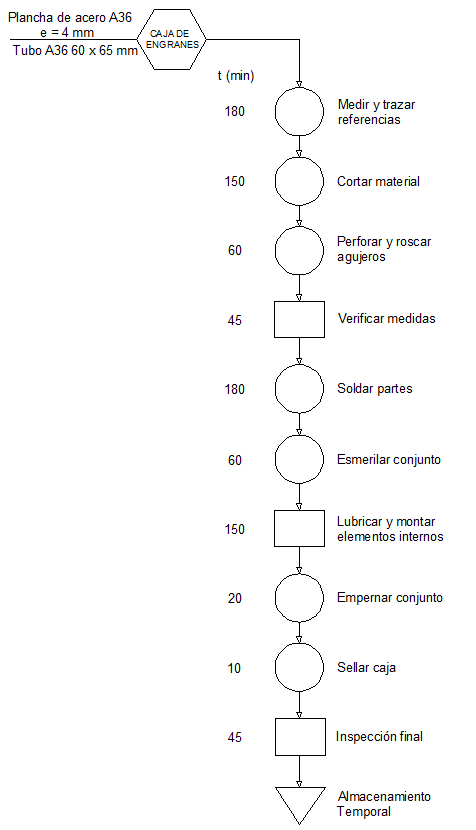 Plancha de acero A36
e = 4 mm
Tubo A36 60 x 65 mm
CAJA DE
ENGRANES
t (min)
180
Medir y trazar
referencias
150
Cortar material
60
Perforar y roscar
agujeros
45
Verificar medidas
180
Soldar partes
60
Esmerilar conjunto
150
Lubricar y montar
elementos internos
20
Empernar conjunto
10
Sellar caja
45
Inspección final
Almacenamiento
Temporal